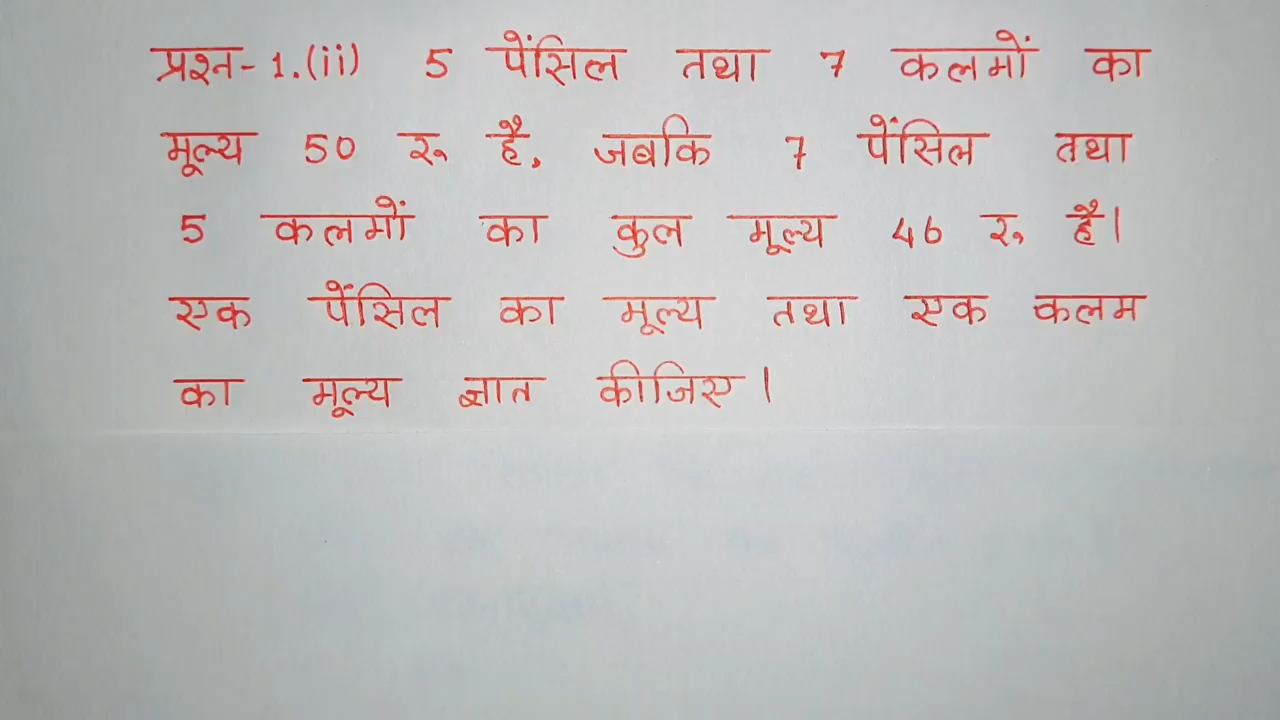 प्रश्न-1.(ii) 5 पेंसिल तथा 7 कलमों का
मूल्य 50 रु. है, जबकि 7 पेंसिल तथा
5 कलमों का कुल मूल्य 46 रु. है।
एक पेंसिल का मूल्य तथा एक कलम
का मूल्य ज्ञात कीजिए।